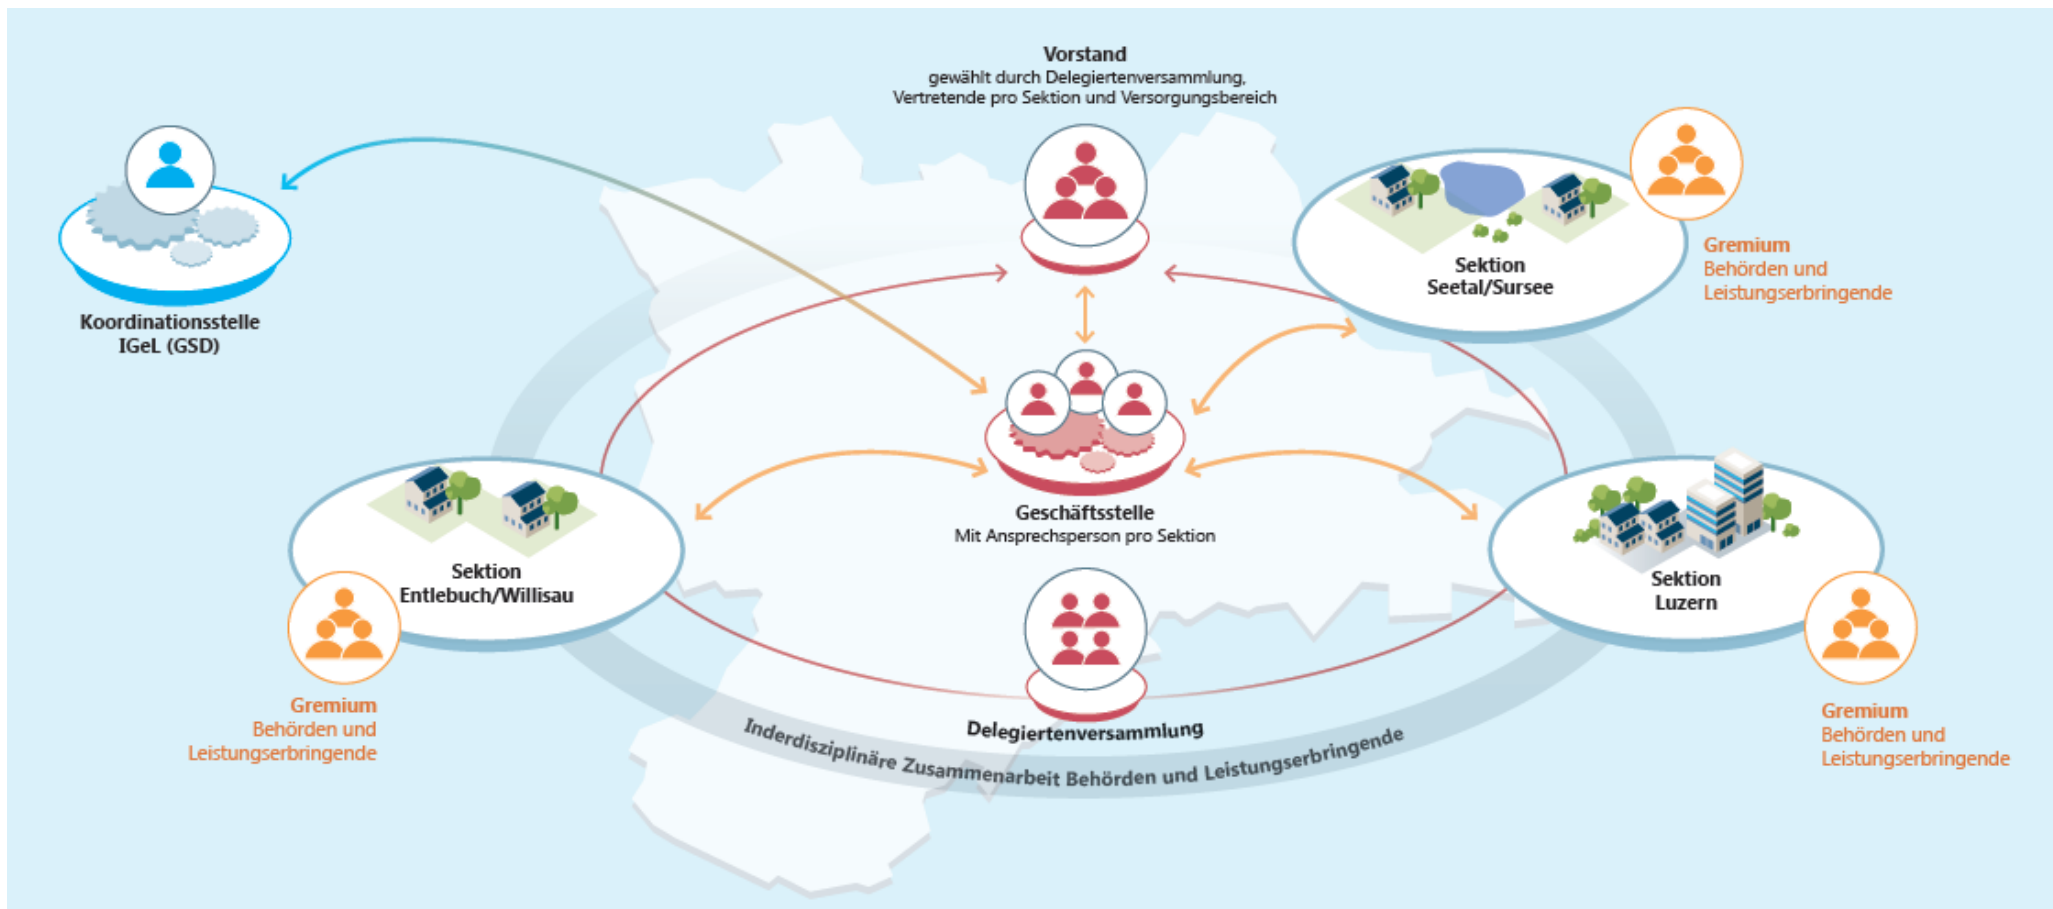 Vorstand
gewählt durch Delegiertenversammlung,
Vertretende pro Sektion und Versorgungsbereich
Gremium
Behörden und
Leistungserbringende
Sektion
Seetal/Sursee
Koordinationsstelle
IGeL (GSD)
Geschäftsstelle
Mit Ansprechsperson pro Sektion
Sektion
Entlebuch/Willisau
Sektion
Luzern
Gremium
Behörden und
Leistungserbringende
Delegiertenversammlung
Inderdisziplinäre Zusammenarbeit Behörden und Leistungserbringende
Gremium
Behörden und
Leistungserbringende